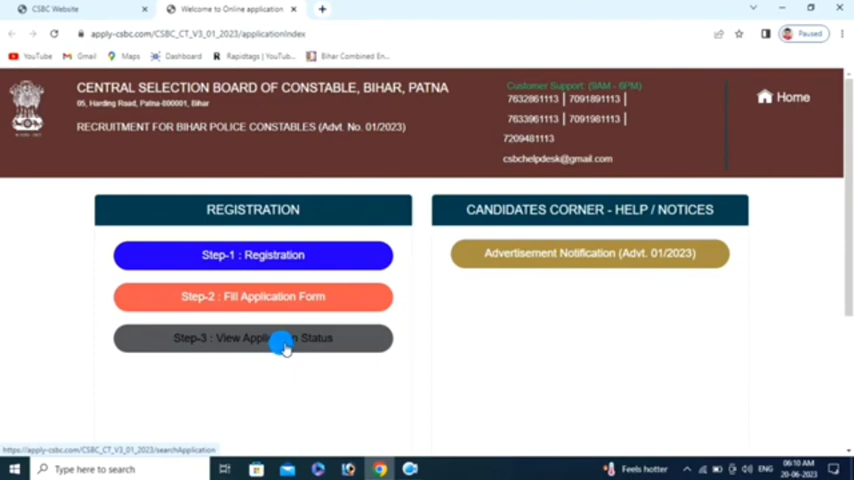 CSBC Website
Welcome to Online application
apply-csbc.com/CSBC_CT_V3_01_2023/applicationIndex
Paused
YouTube
Gmail
Maps
Dashboard
Rapidtags | YouTub...
Bihar Combined En...
CENTRAL SELECTION BOARD OF CONSTABLE, BIHAR, PATNA
05, Harding Road, Patna-800001, Bihar
RECRUITMENT FOR BIHAR POLICE CONSTABLES (Advt. No. 01/2023)
Customer Support: (9AM - 6PM)
7632861113 | 7091891113 |
7633961113 | 7091981113 |
7209481113
csbchelpdesk@gmail.com
Home
REGISTRATION
Step-1 : Registration
Step-2 : Fill Application Form
Step-3 : View Application Status
CANDIDATES CORNER - HELP / NOTICES
Advertisement Notification (Advt. 01/2023)
https://apply-csbc.com/CSBC_CT_V3_01_2023/searchApplication
Type here to search
Feels hotter
ENG
06:10 AM
20-06-2023